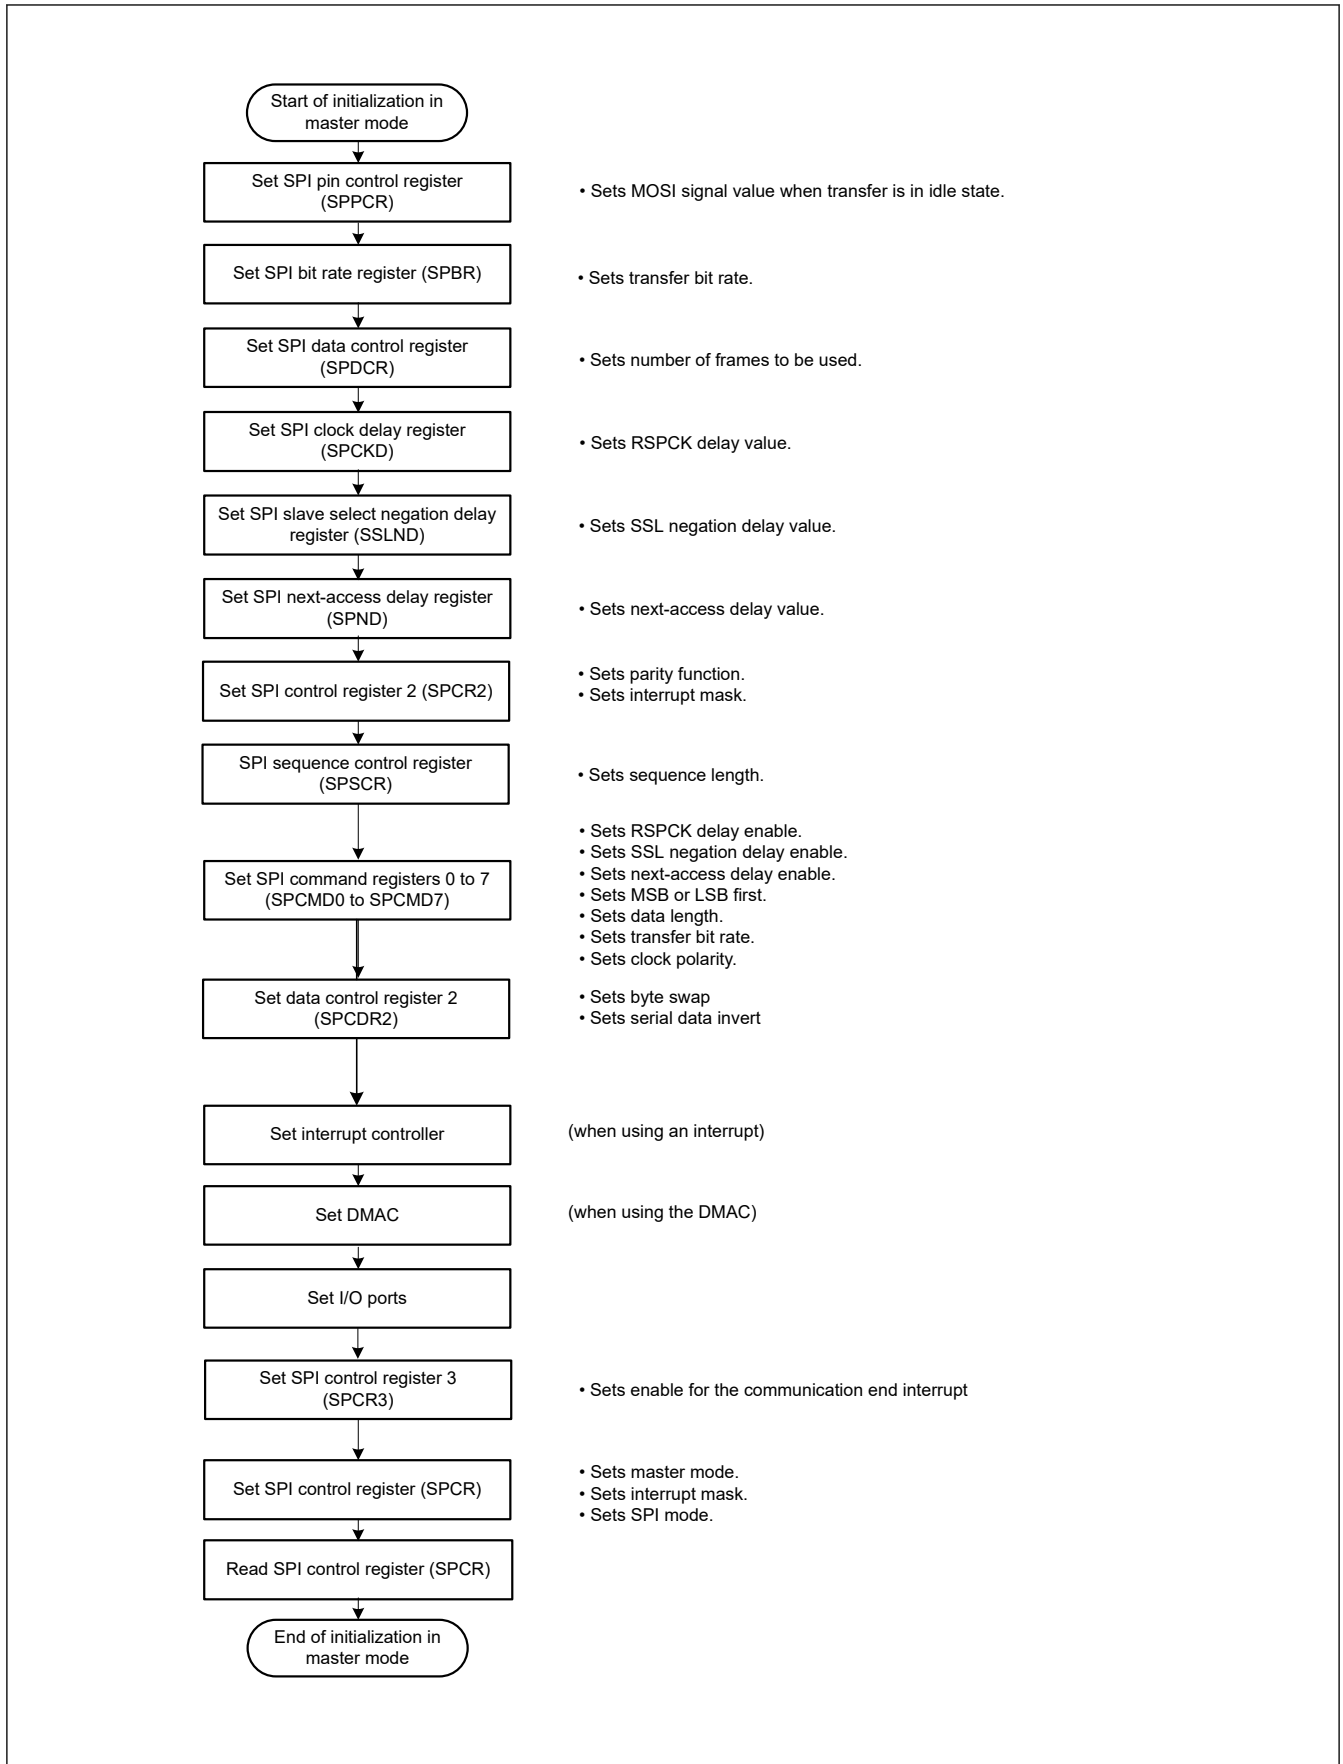 Start of initialization in
master mode
Set SPI pin control register
(SPPCR)
• Sets MOSI signal value when transfer is in idle state.
Set SPI bit rate register (SPBR)
• Sets transfer bit rate.
Set SPI data control register
(SPDCR)
• Sets number of frames to be used.
Set SPI clock delay register
(SPCKD)
• Sets RSPCK delay value.
Set SPI slave select negation delay
register (SSLND)
• Sets SSL negation delay value.
Set SPI next-access delay register
(SPND)
• Sets next-access delay value.
Set SPI control register 2 (SPCR2)
• Sets parity function.
• Sets interrupt mask.
SPI sequence control register
(SPSCR)
• Sets sequence length.
Set SPI command registers 0 to 7
(SPCMD0 to SPCMD7)
• Sets RSPCK delay enable.
• Sets SSL negation delay enable.
• Sets next-access delay enable.
• Sets MSB or LSB first.
• Sets data length.
• Sets transfer bit rate.
• Sets clock polarity.
Set data control register 2
(SPCDR2)
• Sets byte swap
• Sets serial data invert
Set interrupt controller
(when using an interrupt)
Set DMAC
(when using the DMAC)
Set I/O ports
Set SPI control register 3
(SPCR3)
• Sets enable for the communication end interrupt
Set SPI control register (SPCR)
• Sets master mode.
• Sets interrupt mask.
• Sets SPI mode.
Read SPI control register (SPCR)
End of initialization in
master mode